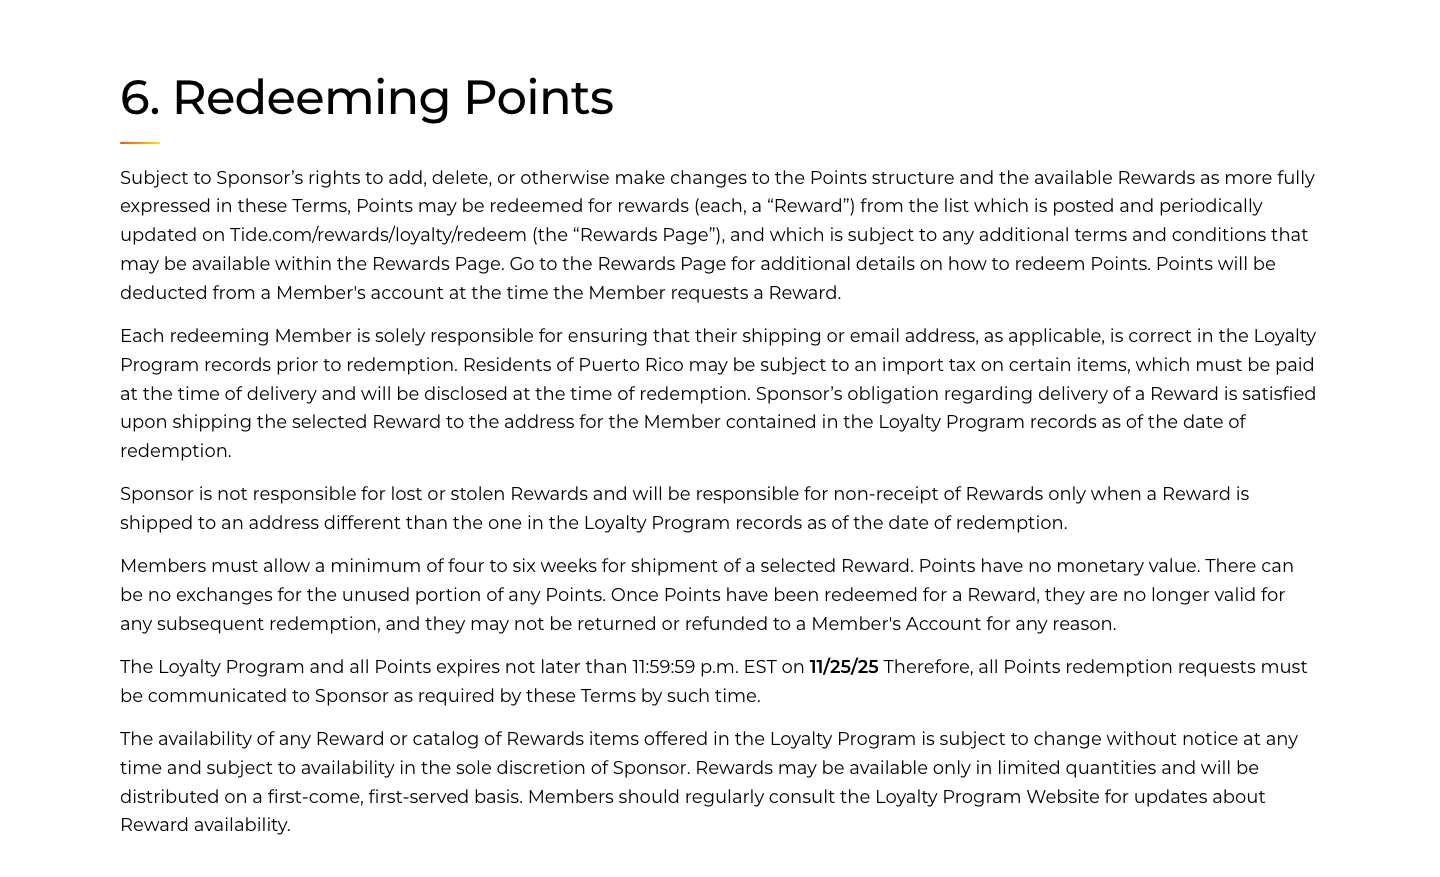 6. Redeeming Points
Subject to Sponsor’s rights to add, delete, or otherwise make changes to the Points structure and the available Rewards as more fully
expressed in these Terms, Points may be redeemed for rewards (each, a “Reward”) from the list which is posted and periodically
updated on Tide.com/rewards/loyalty/redeem (the “Rewards Page”), and which is subject to any additional terms and conditions that
may be available within the Rewards Page. Go to the Rewards Page for additional details on how to redeem Points. Points will be
deducted from a Member's account at the time the Member requests a Reward.
Each redeeming Member is solely responsible for ensuring that their shipping or email address, as applicable, is correct in the Loyalty
Program records prior to redemption. Residents of Puerto Rico may be subject to an import tax on certain items, which must be paid
at the time of delivery and will be disclosed at the time of redemption. Sponsor’s obligation regarding delivery of a Reward is satisfied
upon shipping the selected Reward to the address for the Member contained in the Loyalty Program records as of the date of
redemption.
Sponsor is not responsible for lost or stolen Rewards and will be responsible for non-receipt of Rewards only when a Reward is
shipped to an address different than the one in the Loyalty Program records as of the date of redemption.
Members must allow a minimum of four to six weeks for shipment of a selected Reward. Points have no monetary value. There can
be no exchanges for the unused portion of any Points. Once Points have been redeemed for a Reward, they are no longer valid for
any subsequent redemption, and they may not be returned or refunded to a Member's Account for any reason.
The Loyalty Program and all Points expires not later than 11:59:59 p.m. EST on 11/25/25 Therefore, all Points redemption requests must
be communicated to Sponsor as required by these Terms by such time.
The availability of any Reward or catalog of Rewards items offered in the Loyalty Program is subject to change without notice at any
time and subject to availability in the sole discretion of Sponsor. Rewards may be available only in limited quantities and will be
distributed on a first-come, first-served basis. Members should regularly consult the Loyalty Program Website for updates about
Reward availability.